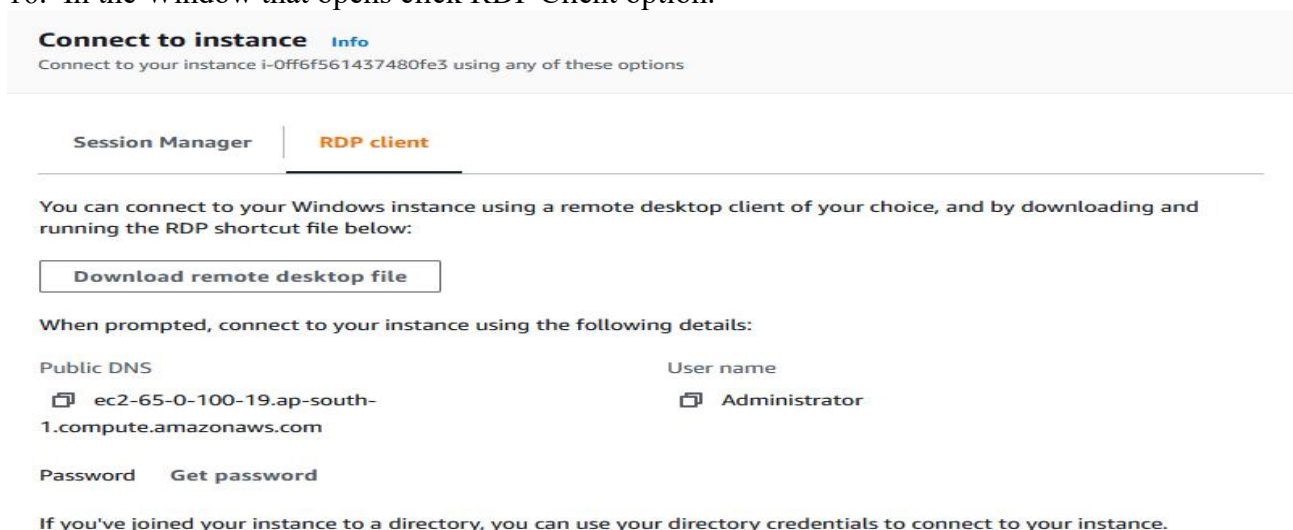 10. In the Window that opens click RDP Client option.
Connect to instance Info
Connect to your instance i-0ff6f561437480fe3 using any of these options
Session Manager RDP client
You can connect to your Windows instance using a remote desktop client of your choice, and by downloading and
running the RDP shortcut file below:
Download remote desktop file
When prompted, connect to your instance using the following details:
Public DNS User name
ec2-65-0-100-19.ap-south- Administrator
1.compute.amazonaws.com
Password Get password
If you've joined your instance to a directory, you can use your directory credentials to connect to your instance.